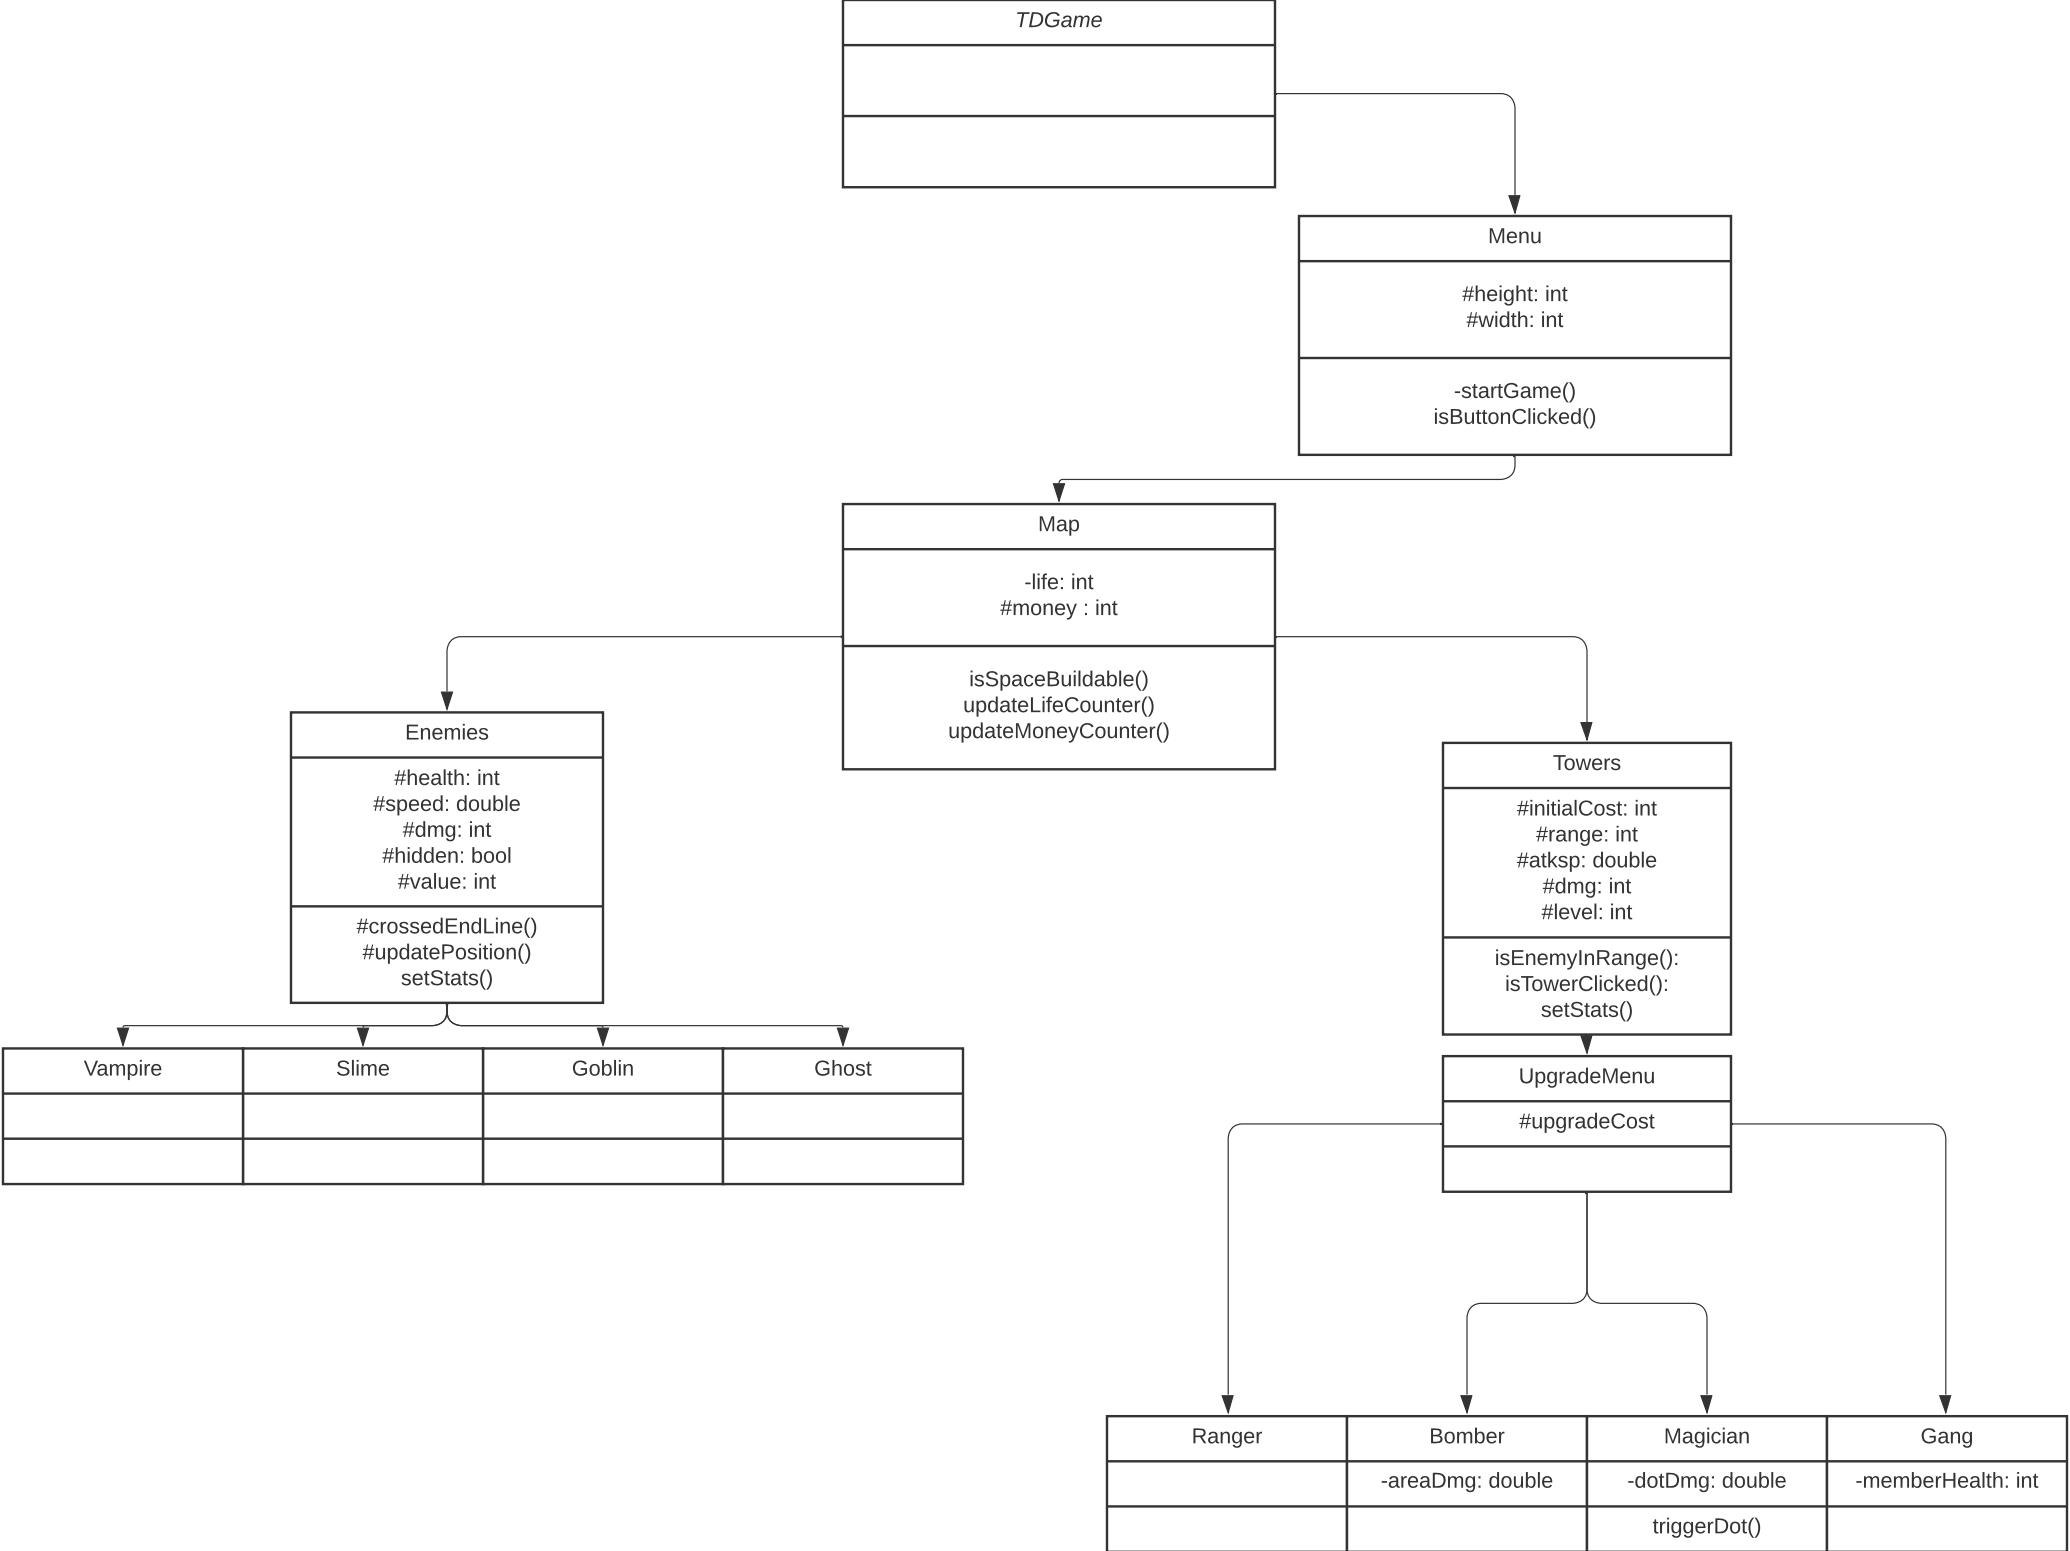 TDGame
Menu
#height: int
#width: int
-startGame()
isButtonClicked()
Map
-life: int
#money : int
isSpaceBuildable()
updateLifeCounter()
updateMoneyCounter()
Enemies
#health: int
#speed: double
#dmg: int
#hidden: bool
#value: int
#crossedEndLine()
#updatePosition()
setStats()
Towers
#initialCost: int
#range: int
#atksp: double
#dmg: int
#level: int
isEnemyInRange():
isTowerClicked():
setStats()
Vampire
Slime
Goblin
Ghost
UpgradeMenu
#upgradeCost
Ranger
Bomber
-areaDmg: double
Magician
-dotDmg: double
triggerDot()
Gang
-memberHealth: int